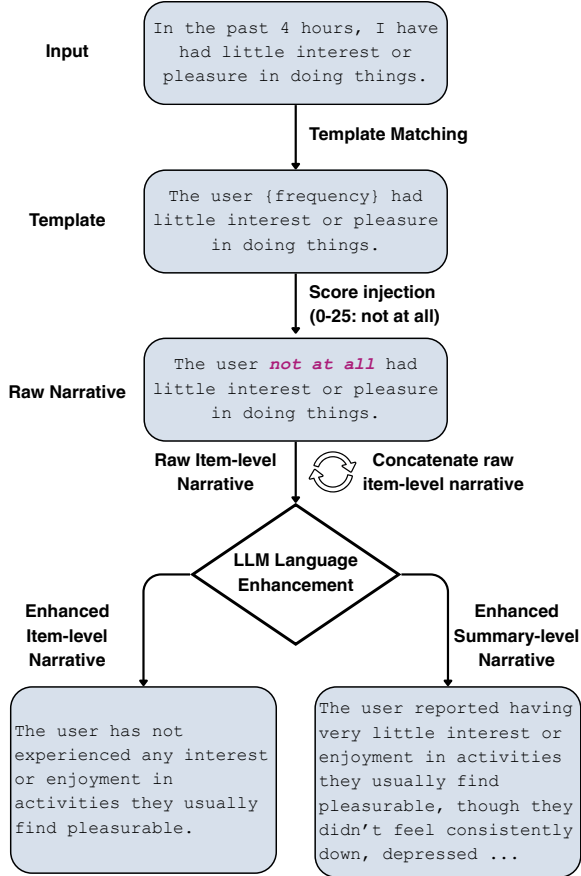 Input
In the past 4 hours, I have
had little interest or
pleasure in doing things.
Template Matching
Template
The user {frequency} had
little interest or pleasure
in doing things.
Score injection
(0-25: not at all)
Raw Narrative
The user not at all had
little interest or pleasure
in doing things.
Raw Item-level
Narrative
Concatenate raw
item-level narrative
LLM Language
Enhancement
Enhanced
Item-level
Narrative
Enhanced
Summary-level
Narrative
The user has not
experienced any interest
or enjoyment in
activities they usually
find pleasurable.
The user reported having
very little interest or
enjoyment in activities
they usually find
pleasurable, though they
didn't feel consistently
down, depressed ...